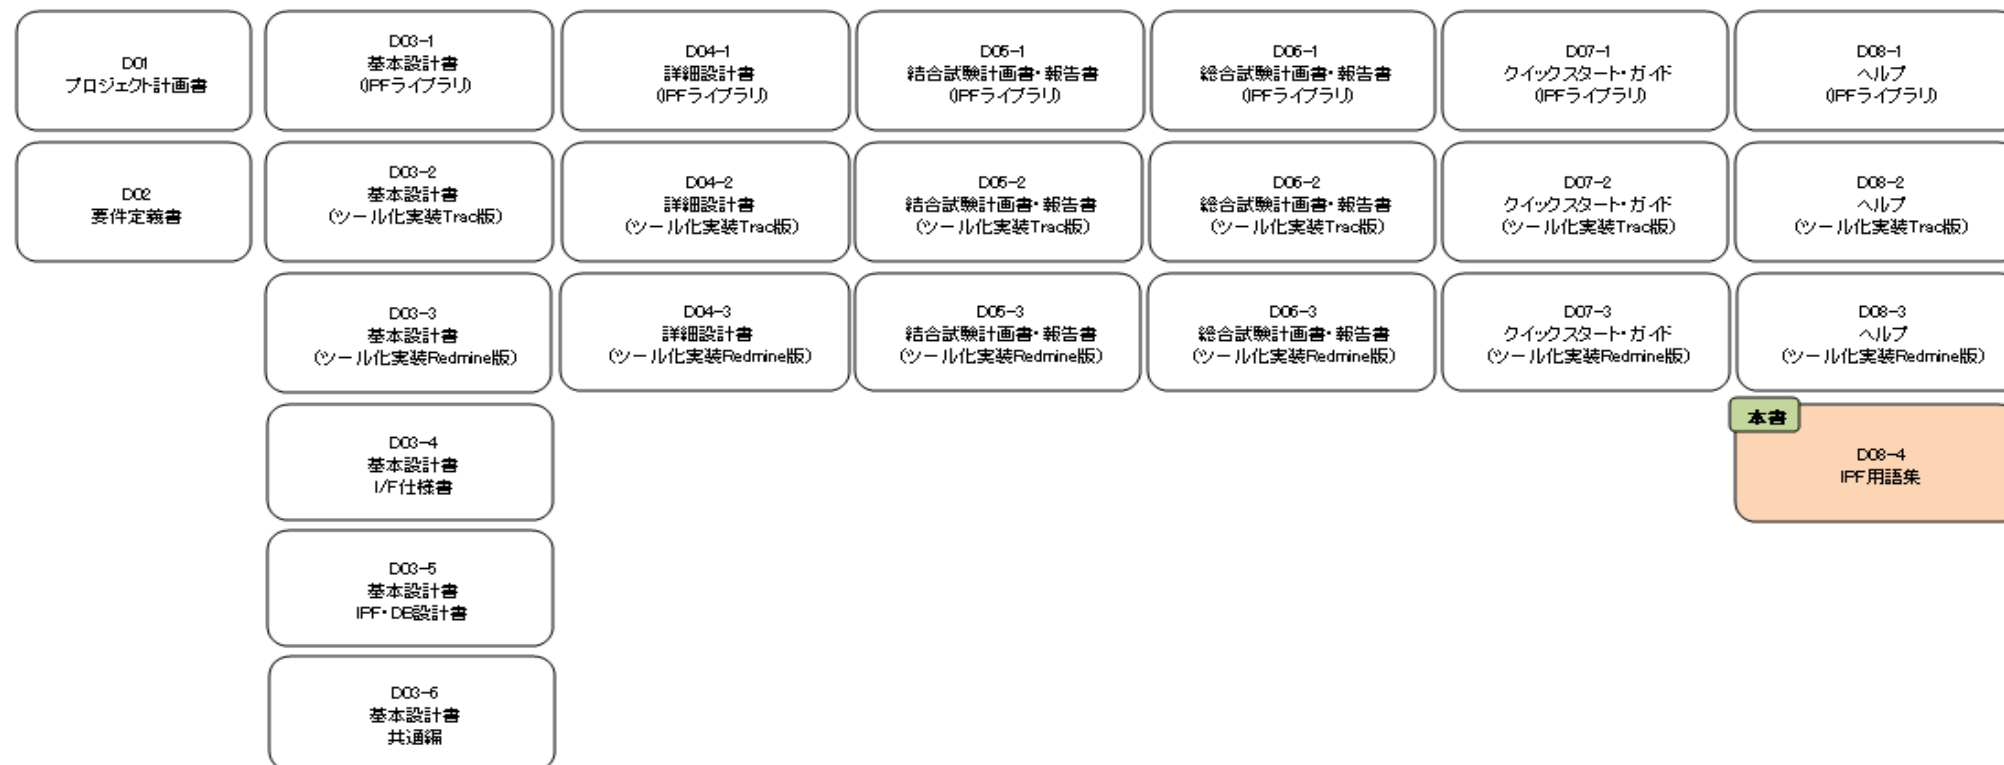 D01
プロジェクト計画書
D03-1
基本設計書
(IPFライブラリ)
D04-1
詳細設計書
(IPFライブラリ)
D05-1
結合試験計画書・報告書
(IPFライブラリ)
D06-1
総合試験計画書・報告書
(IPFライブラリ)
D07-1
クイックスタート・ガイド
(IPFライブラリ)
D08-1
ヘルプ
(IPFライブラリ)
D02
要件定義書
D03-2
基本設計書
(ツール化実装Trac版)
D04-2
詳細設計書
(ツール化実装Trac版)
D05-2
結合試験計画書・報告書
(ツール化実装Trac版)
D06-2
総合試験計画書・報告書
(ツール化実装Trac版)
D07-2
クイックスタート・ガイド
(ツール化実装Trac版)
D08-2
ヘルプ
(ツール化実装Trac版)
D03-3
基本設計書
(ツール化実装Redmine版)
D04-3
詳細設計書
(ツール化実装Redmine版)
D05-3
結合試験計画書・報告書
(ツール化実装Redmine版)
D06-3
総合試験計画書・報告書
(ツール化実装Redmine版)
D07-3
クイックスタート・ガイド
(ツール化実装Redmine版)
D08-3
ヘルプ
(ツール化実装Redmine版)
D03-4
基本設計書
I/F仕様書
本書
D08-4
IPF用語集
D03-5
基本設計書
IPF・DB設計書
D03-6
基本設計書
共通編